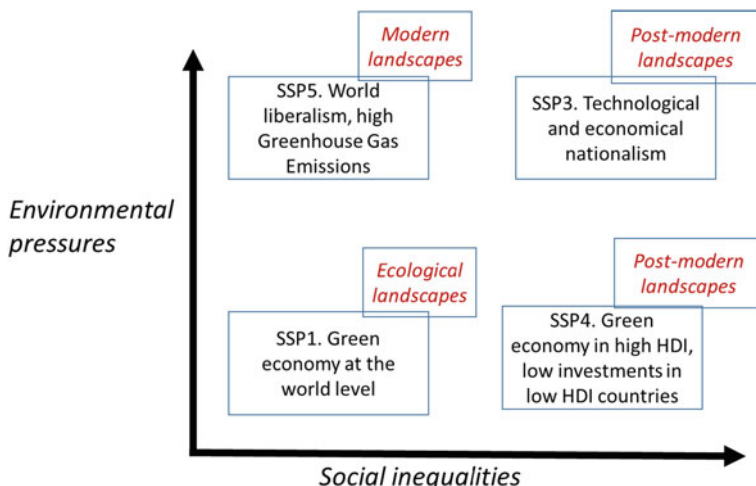 Modern
landscapes
SSP5. World
liberalism, high
Greenhouse Gas
Emissions
Post-modern
landscapes
SSP3. Technological
and economical
nationalism
Environmental
pressures
Ecological
landscapes
SSP1. Green
economy at the
world level
Post-modern
landscapes
SSP4. Green
economy in high HDI,
low investments in
low HDI countries
Social inequalities